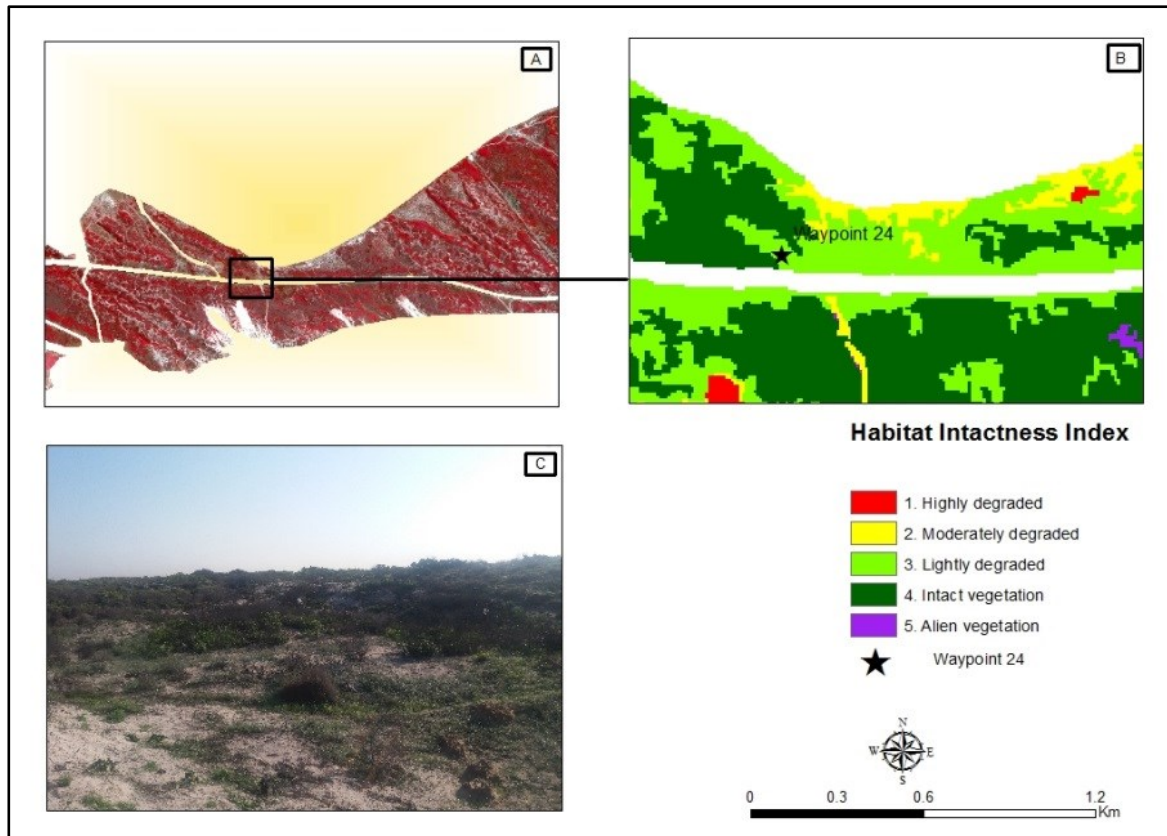 A
B
Waypoint 24
C
Habitat Intactness Index
1. Highly degraded
2. Moderately degraded
3. Lightly degraded
4. Intact vegetation
5. Alien vegetation
Waypoint 24
N
W E
S
0 0.3 0.6 1.2
Km